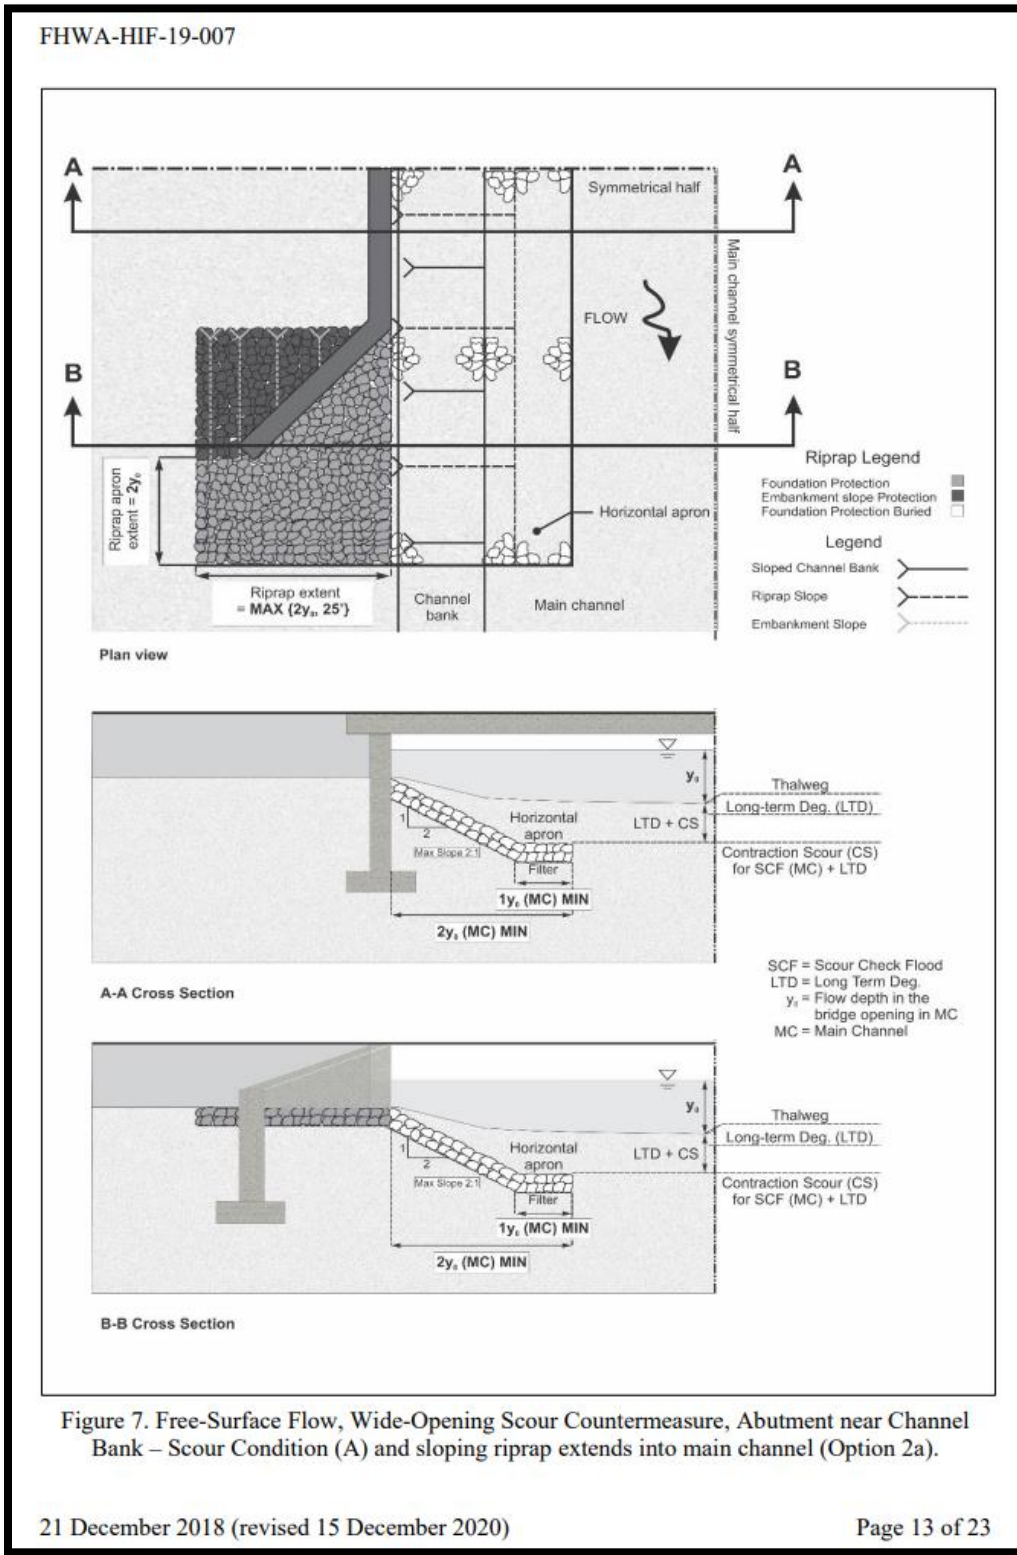 FHWA-HIF-19-007
A
A
Symmetrical half
Main channel symmetrical half
FLOW
B
B
Riprap apron
extent = 2y₀
Horizontal apron
Riprap extent
= MAX {2y₀, 25'}
Channel
bank
Main channel
Riprap Legend
Foundation Protection
Embankment slope Protection
Foundation Protection Buried
Legend
Sloped Channel Bank
Riprap Slope
Embankment Slope
Plan view
y₀
Thalweg
Long-term Deg. (LTD)
LTD + CS
Horizontal
apron
1
2
Max Slope 2:1
Filter
Contraction Scour (CS)
for SCF (MC) + LTD
1y₀ (MC) MIN
2y₀ (MC) MIN
A-A Cross Section
SCF = Scour Check Flood
LTD = Long Term Deg.
y₀ = Flow depth in the
bridge opening in MC
MC = Main Channel
y₀
Thalweg
Long-term Deg. (LTD)
LTD + CS
Horizontal
apron
1
2
Max Slope 2:1
Filter
Contraction Scour (CS)
for SCF (MC) + LTD
1y₀ (MC) MIN
2y₀ (MC) MIN
B-B Cross Section
Figure 7. Free-Surface Flow, Wide-Opening Scour Countermeasure, Abutment near Channel
Bank – Scour Condition (A) and sloping riprap extends into main channel (Option 2a).
21 December 2018 (revised 15 December 2020)
Page 13 of 23